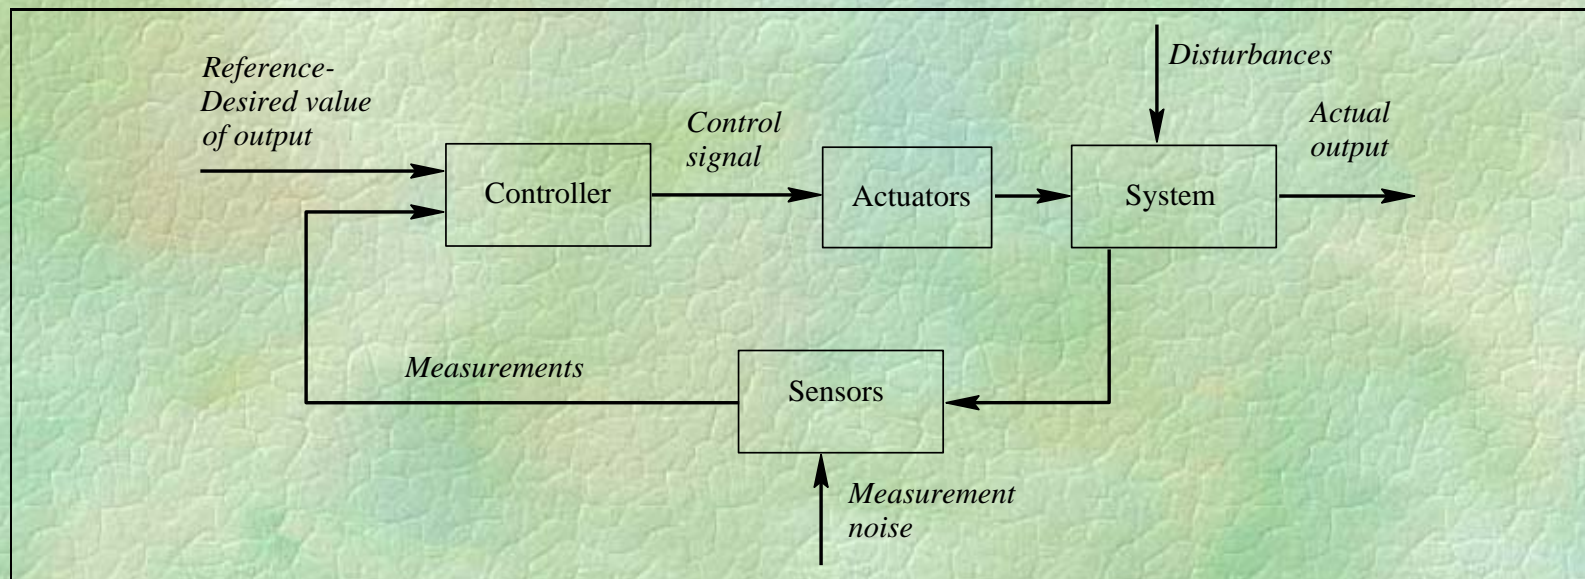 Reference-
Desired value
of output
Control
signal
Disturbances
Actual
output
Controller
Actuators
System
Measurements
Sensors
Measurement
noise